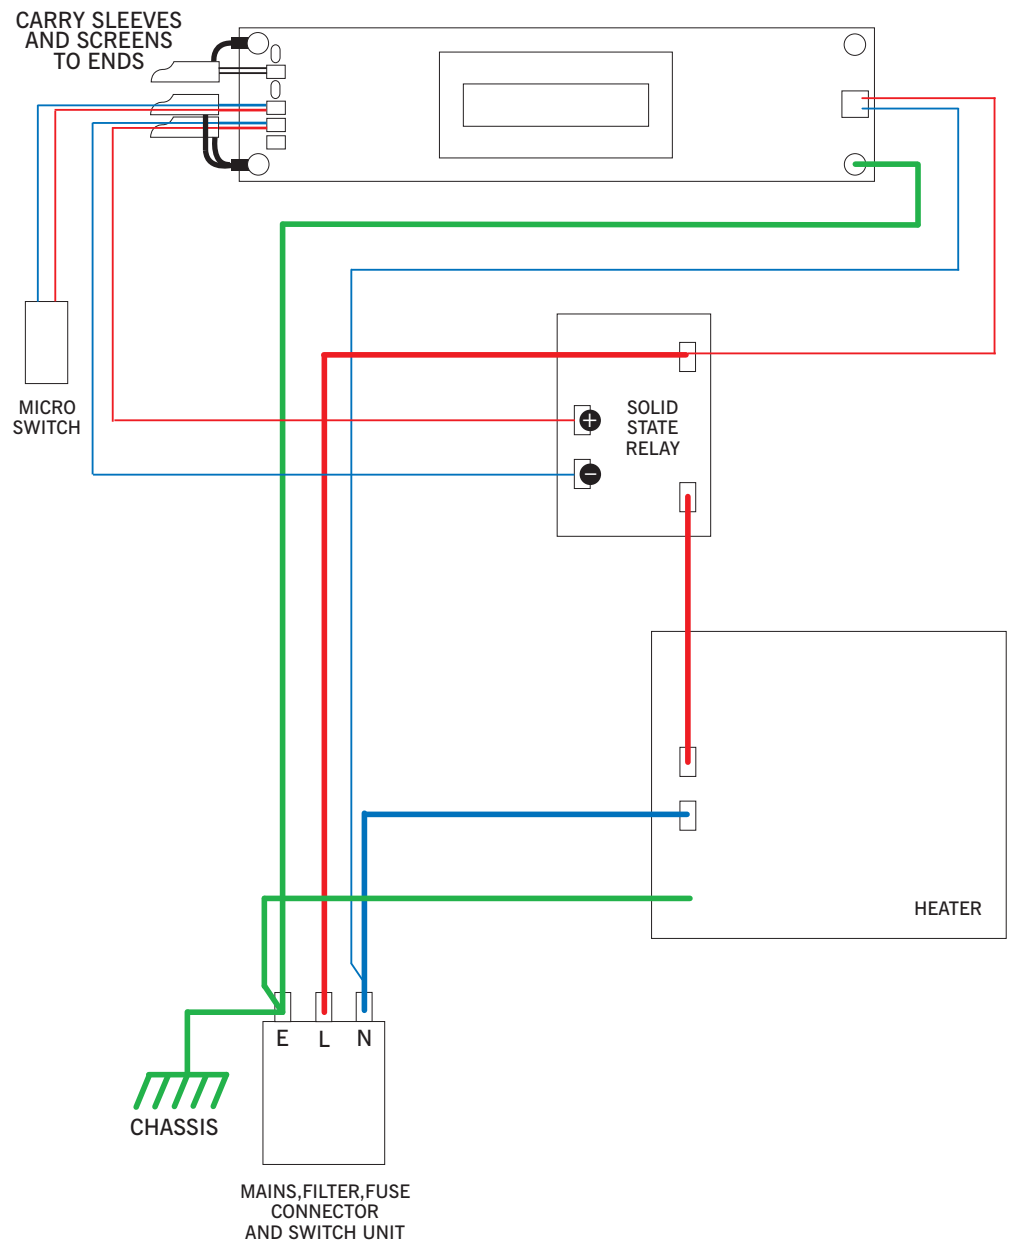 CARRY SLEEVES
AND SCREENS
TO ENDS
MICRO
SWITCH
SOLID
STATE
RELAY
+
−
HEATER
E L N
CHASSIS
MAINS,FILTER,FUSE
CONNECTOR
AND SWITCH UNIT